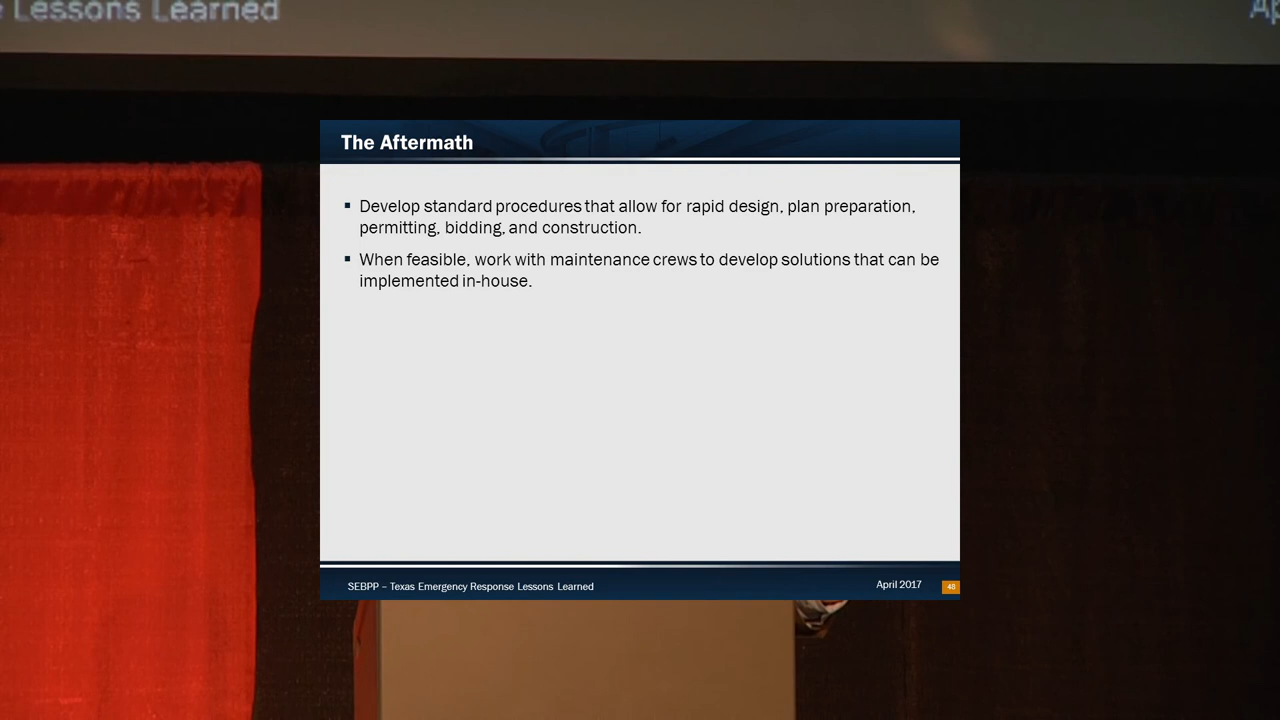 Lessons Learned
The Aftermath
Develop standard procedures that allow for rapid design, plan preparation,
permitting, bidding, and construction.
When feasible, work with maintenance crews to develop solutions that can be
implemented in-house.
SEBPP – Texas Emergency Response Lessons Learned
April 2017
48